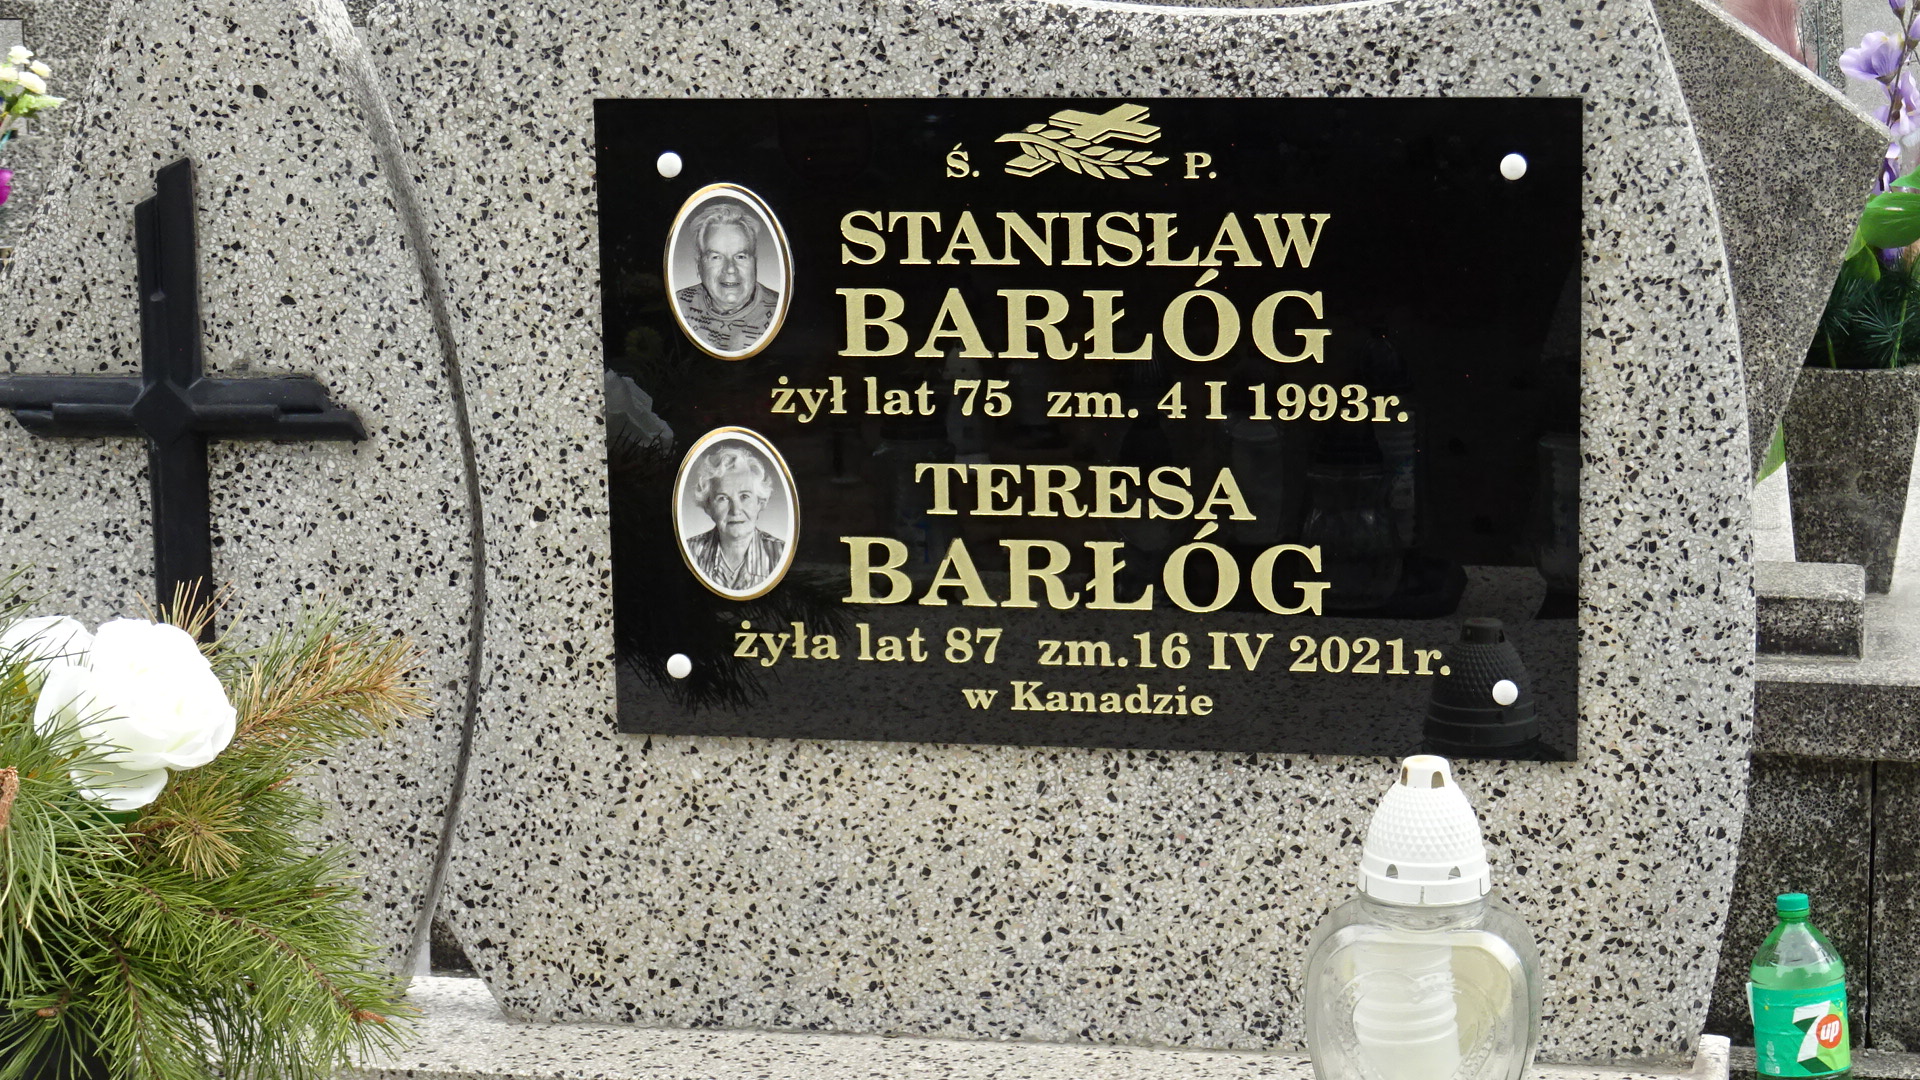 Ś. P.
STANISŁAW
BARŁÓG
żył lat 75 zm. 4 I 1993r.
TERESA
BARŁÓG
żyła lat 87 zm.16 IV 2021r.
w Kanadzie
7up